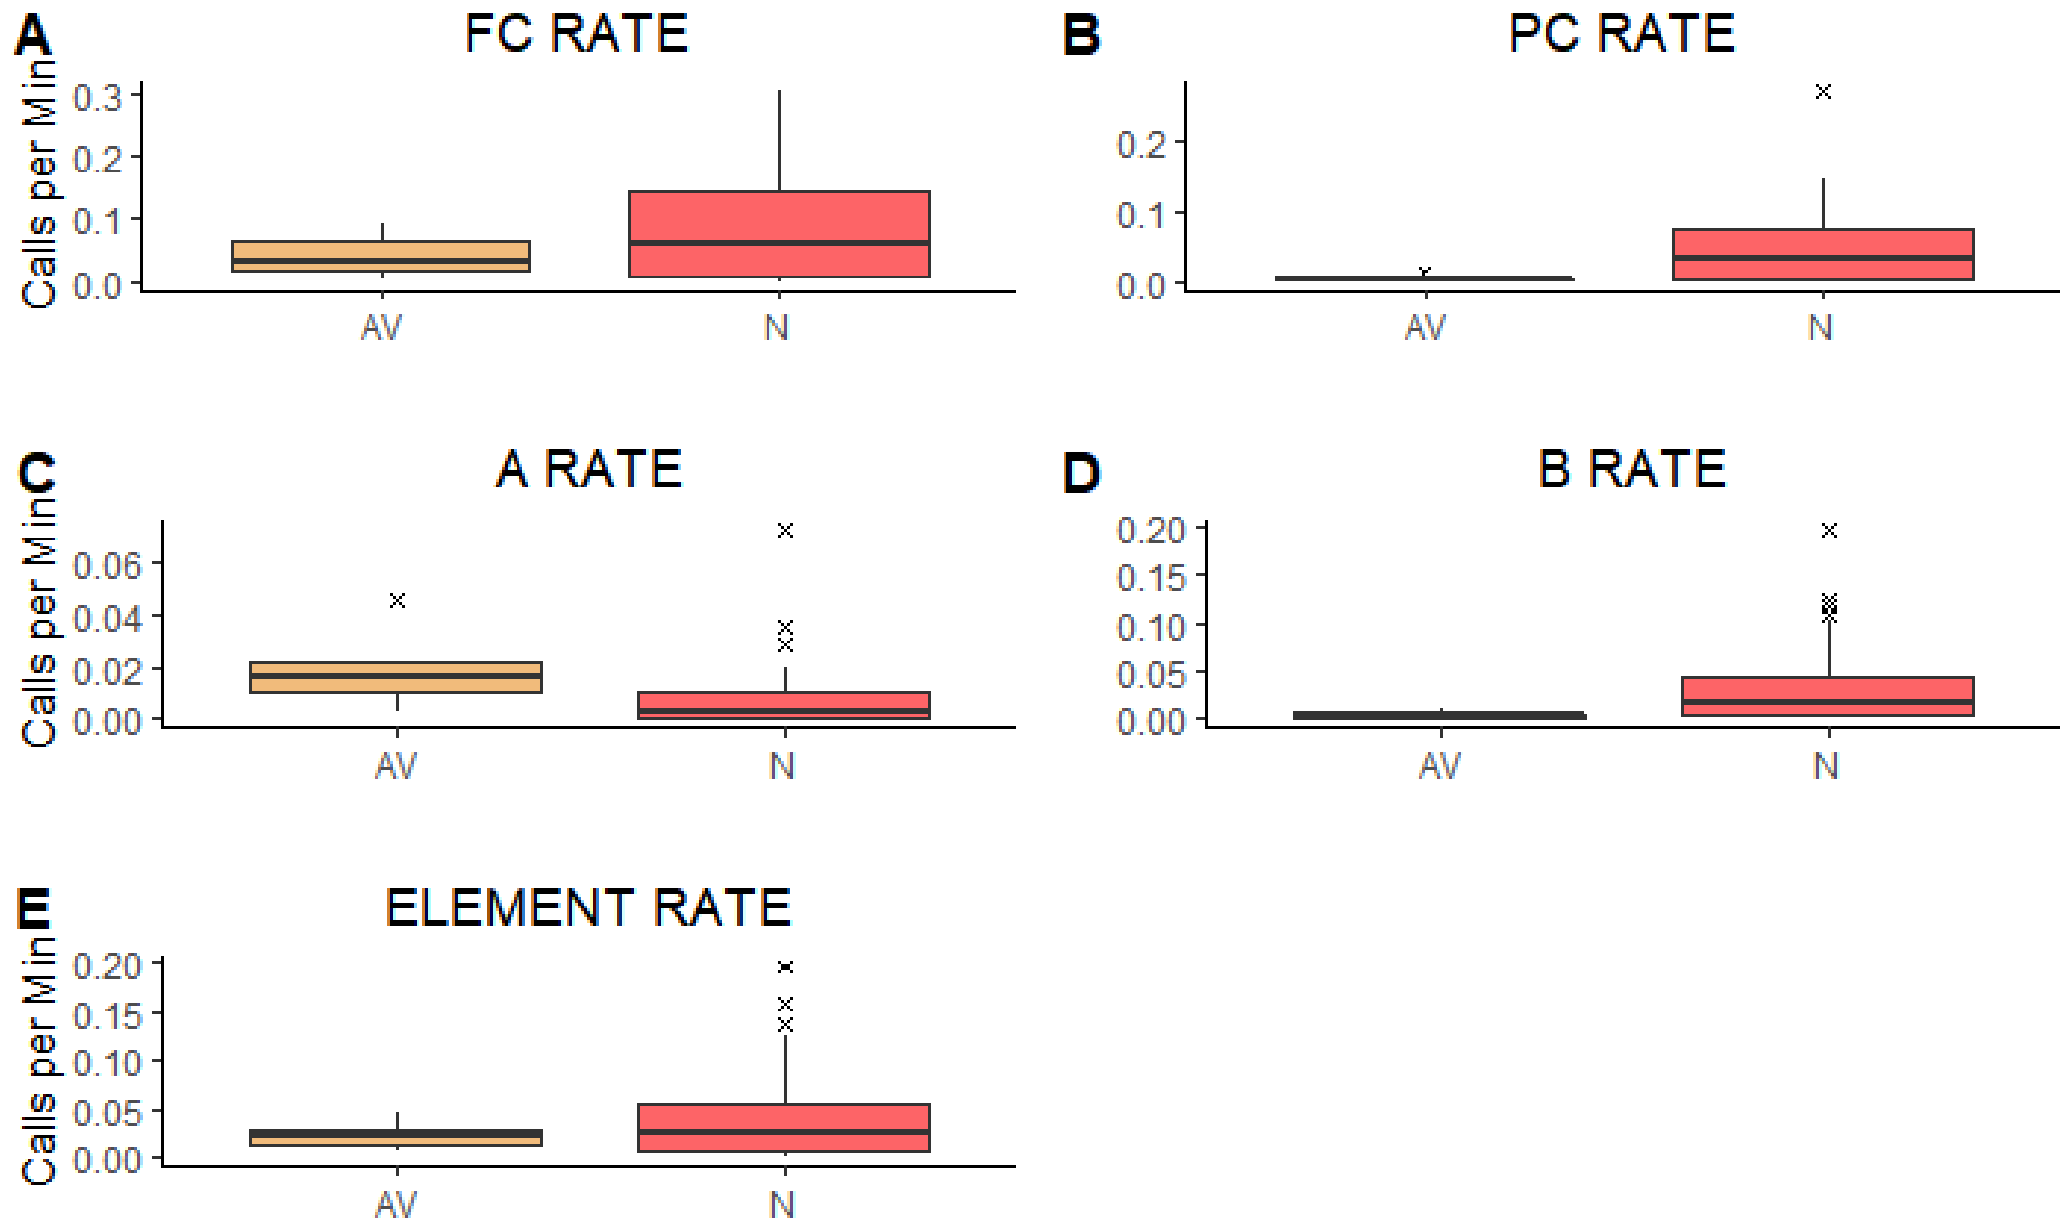 A
FC RATE
Calls per Min
0.3
0.2
0.1
0.0
AV
N
B
PC RATE
0.2
0.1
0.0
AV
N
C
A RATE
Calls per Min
0.06
0.04
0.02
0.00
AV
N
D
B RATE
0.20
0.15
0.10
0.05
0.00
AV
N
E
ELEMENT RATE
Calls per Min
0.20
0.15
0.10
0.05
0.00
AV
N